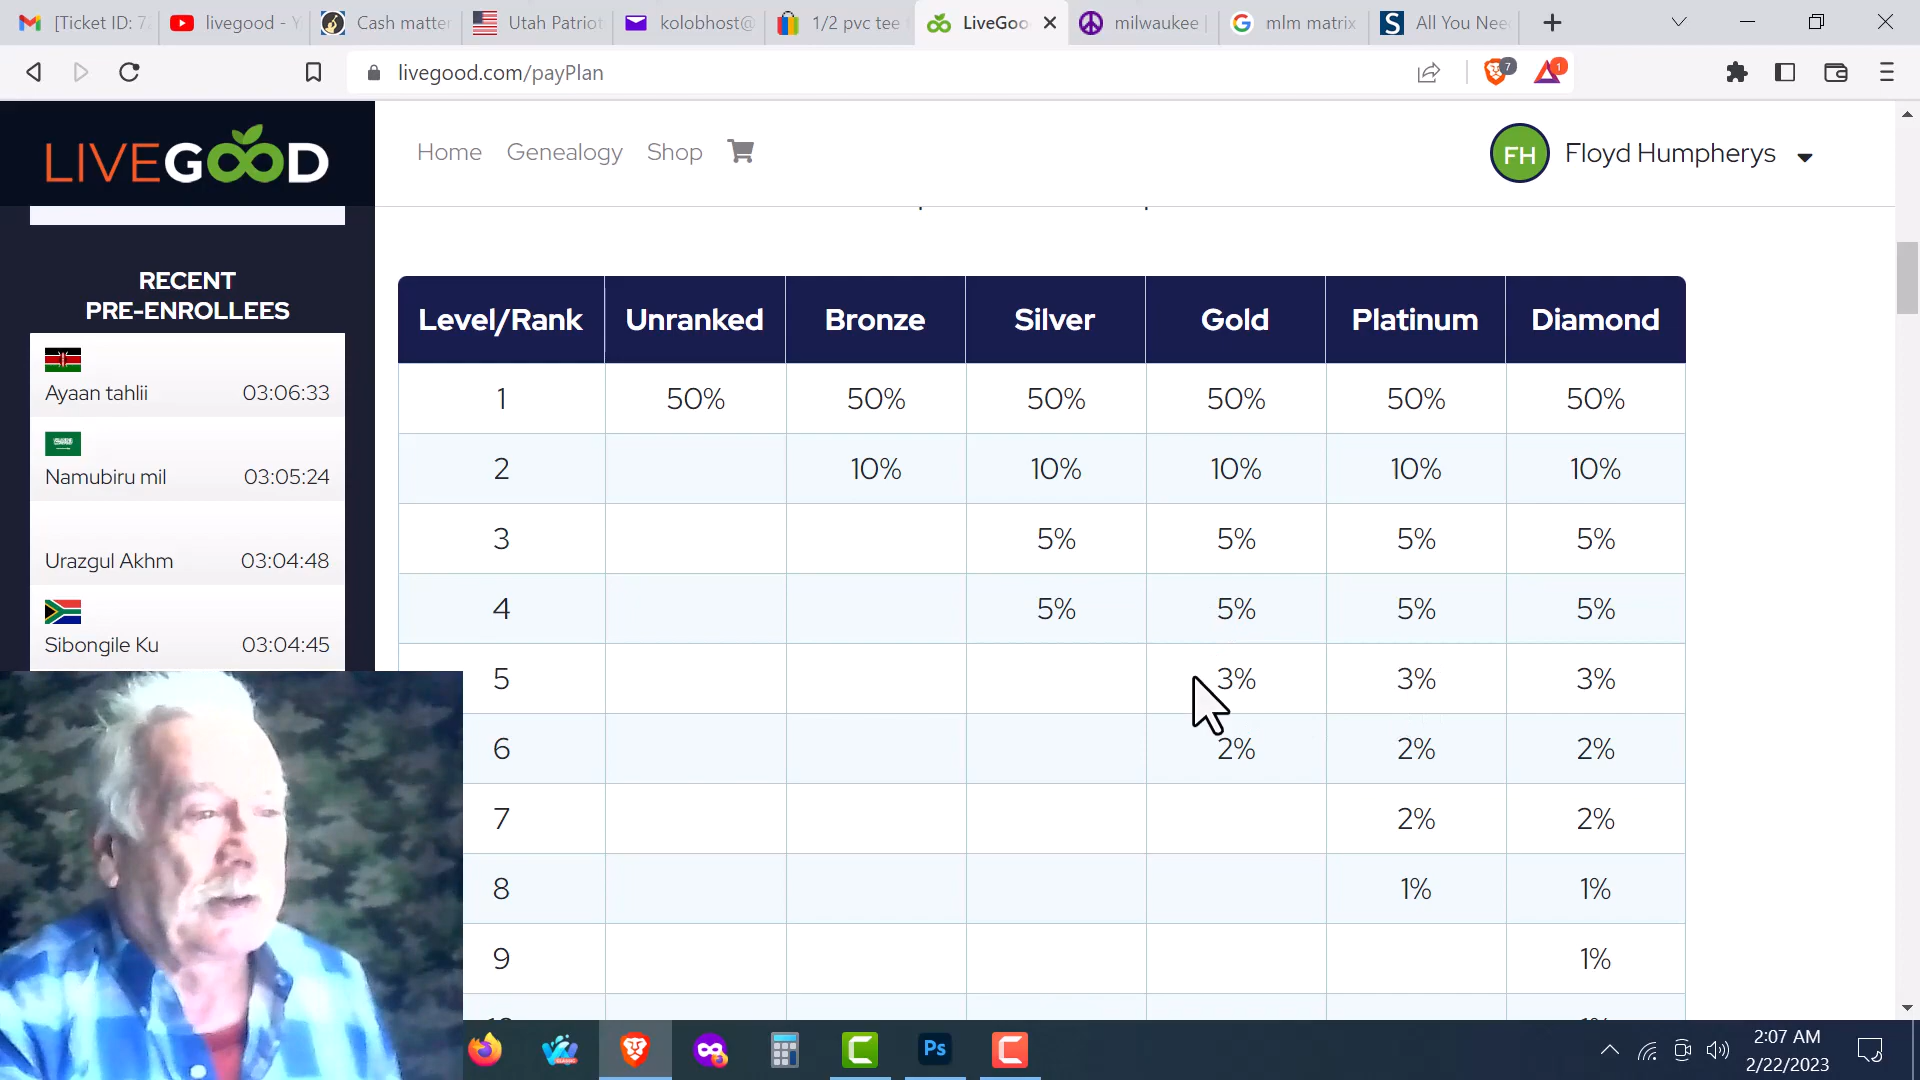 [Ticket ID: 7
livegood - Y
Cash matter
Utah Patriot
kolobhost@
1/2 pvc tee
LiveGoo
milwaukee
mlm matrix
All You Nee
livegood.com/payPlan
7
1
LIVEGOOD
Home Genealogy Shop
FH Floyd Humpherys
RECENT
PRE-ENROLLEES
Ayaan tahlii 03:06:33
Namubiru mil 03:05:24
Urazgul Akhm 03:04:48
Sibongile Ku 03:04:45
Level/Rank Unranked Bronze Silver Gold Platinum Diamond
1 50% 50% 50% 50% 50% 50%
2 10% 10% 10% 10% 10%
3 5% 5% 5% 5%
4 5% 5% 5% 5%
5 3% 3% 3%
6 2% 2% 2%
7 2% 2%
8 1% 1%
9 1%
Ps
2:07 AM
2/22/2023